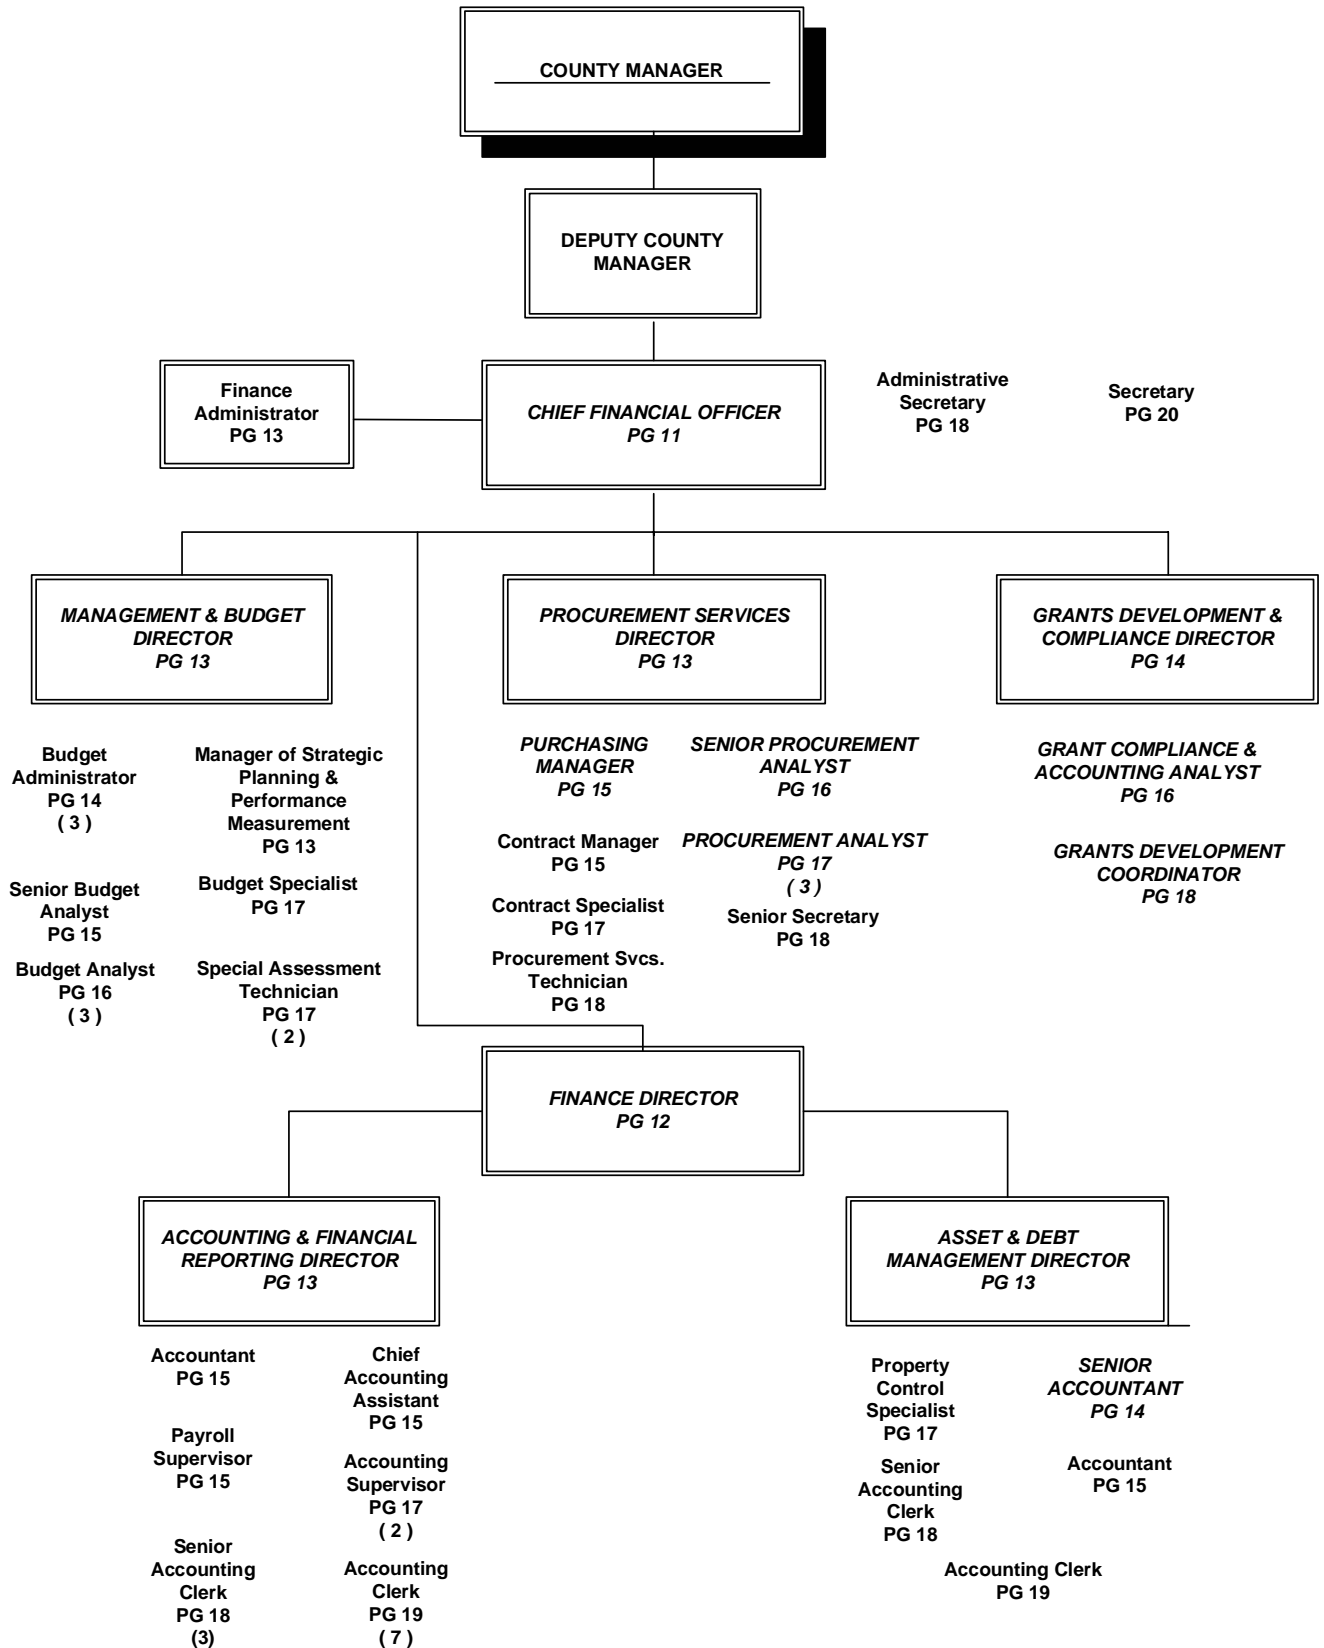 COUNTY MANAGER
DEPUTY COUNTY
MANAGER
Finance
Administrator
PG 13
CHIEF FINANCIAL OFFICER
PG 11
Administrative
Secretary
PG 18
Secretary
PG 20
MANAGEMENT & BUDGET
DIRECTOR
PG 13
PROCUREMENT SERVICES
DIRECTOR
PG 13
GRANTS DEVELOPMENT &
COMPLIANCE DIRECTOR
PG 14
Budget
Administrator
PG 14
( 3 )
Manager of Strategic
Planning &
Performance
Measurement
PG 13
Senior Budget
Analyst
PG 15
Budget Specialist
PG 17
Budget Analyst
PG 16
( 3 )
Special Assessment
Technician
PG 17
( 2 )
PURCHASING
MANAGER
PG 15
SENIOR PROCUREMENT
ANALYST
PG 16
Contract Manager
PG 15
PROCUREMENT ANALYST
PG 17
( 3 )
Contract Specialist
PG 17
Senior Secretary
PG 18
Procurement Svcs.
Technician
PG 18
GRANT COMPLIANCE &
ACCOUNTING ANALYST
PG 16
GRANTS DEVELOPMENT
COORDINATOR
PG 18
FINANCE DIRECTOR
PG 12
ACCOUNTING & FINANCIAL
REPORTING DIRECTOR
PG 13
ASSET & DEBT
MANAGEMENT DIRECTOR
PG 13
Accountant
PG 15
Chief
Accounting
Assistant
PG 15
Payroll
Supervisor
PG 15
Accounting
Supervisor
PG 17
( 2 )
Senior
Accounting
Clerk
PG 18
(3)
Accounting
Clerk
PG 19
( 7 )
Property
Control
Specialist
PG 17
SENIOR
ACCOUNTANT
PG 14
Senior
Accounting
Clerk
PG 18
Accountant
PG 15
Accounting Clerk
PG 19